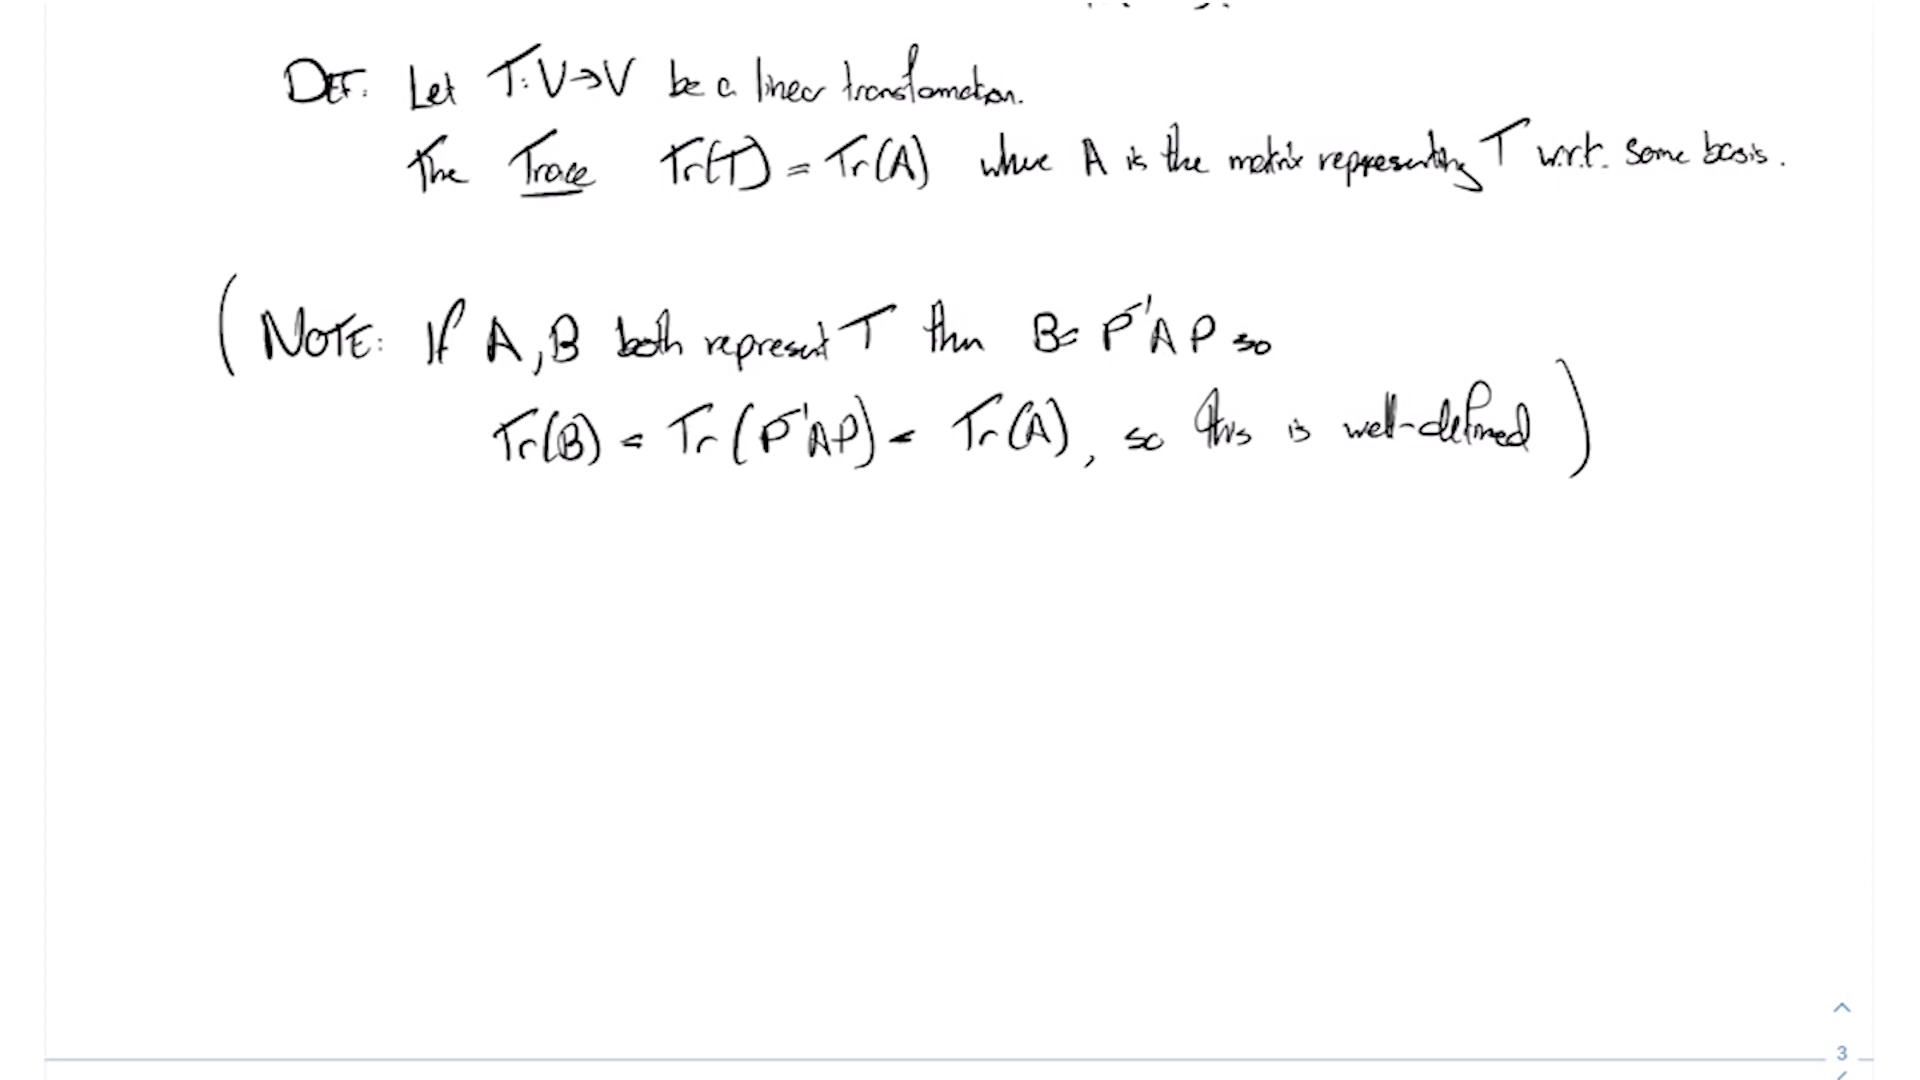 DEF: Let T:V→V be a linear transformation.
The Trace Tr(T) = Tr(A) where A is the matrix representing T w.r.t. some basis.
(NOTE: If A,B both represent T then B= P⁻¹AP so
Tr(B) = Tr(P⁻¹AP) = Tr(A), so this is well-defined)
3